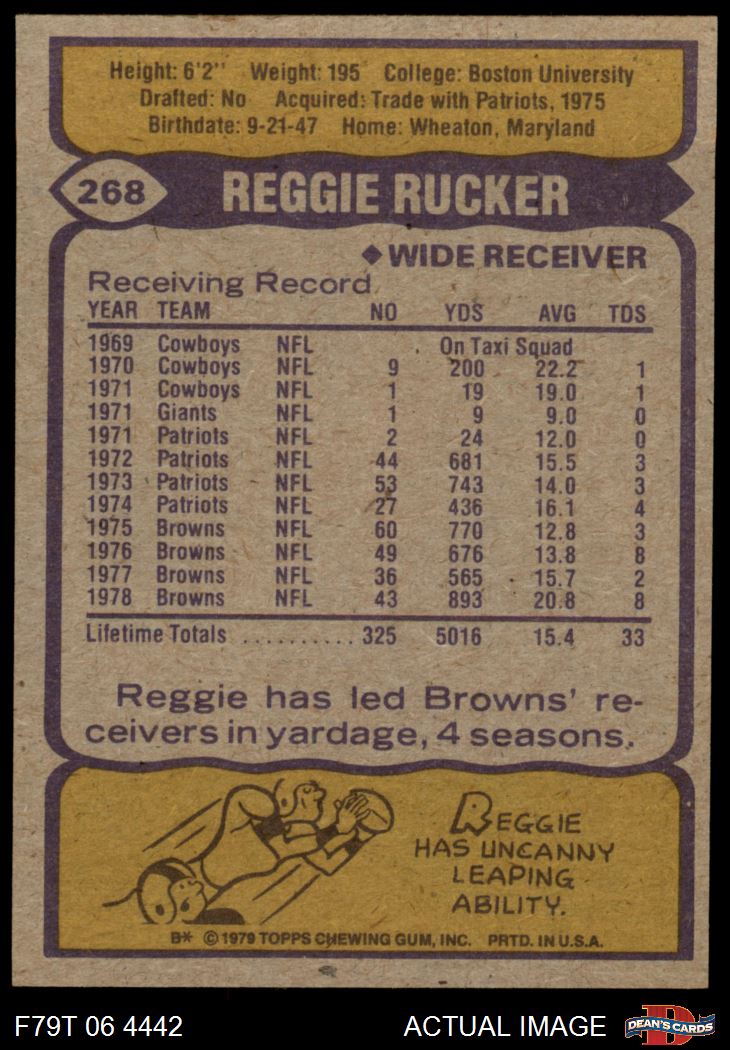 Height: 6'2" Weight: 195 College: Boston University
Drafted: No Acquired: Trade with Patriots, 1975
Birthdate: 9-21-47 Home: Wheaton, Maryland
268 REGGIE RUCKER
◆WIDE RECEIVER
Receiving Record
YEAR TEAM NO YDS AVG TDS
1969 Cowboys NFL On Taxi Squad
1970 Cowboys NFL 9 200 22.2 1
1971 Cowboys NFL 1 19 19.0 1
1971 Giants NFL 1 9 9.0 0
1971 Patriots NFL 2 24 12.0 0
1972 Patriots NFL 44 681 15.5 3
1973 Patriots NFL 53 743 14.0 3
1974 Patriots NFL 27 436 16.1 4
1975 Browns NFL 60 770 12.8 3
1976 Browns NFL 49 676 13.8 8
1977 Browns NFL 36 565 15.7 2
1978 Browns NFL 43 893 20.8 8
Lifetime Totals .......... 325 5016 15.4 33
Reggie has led Browns' re-
ceivers in yardage, 4 seasons.
REGGIE
HAS UNCANNY
LEAPING
ABILITY.
B* © 1979 TOPPS CHEWING GUM, INC. PRTD. IN U.S.A.
F79T 06 4442 ACTUAL IMAGE D DEAN'S CARDS